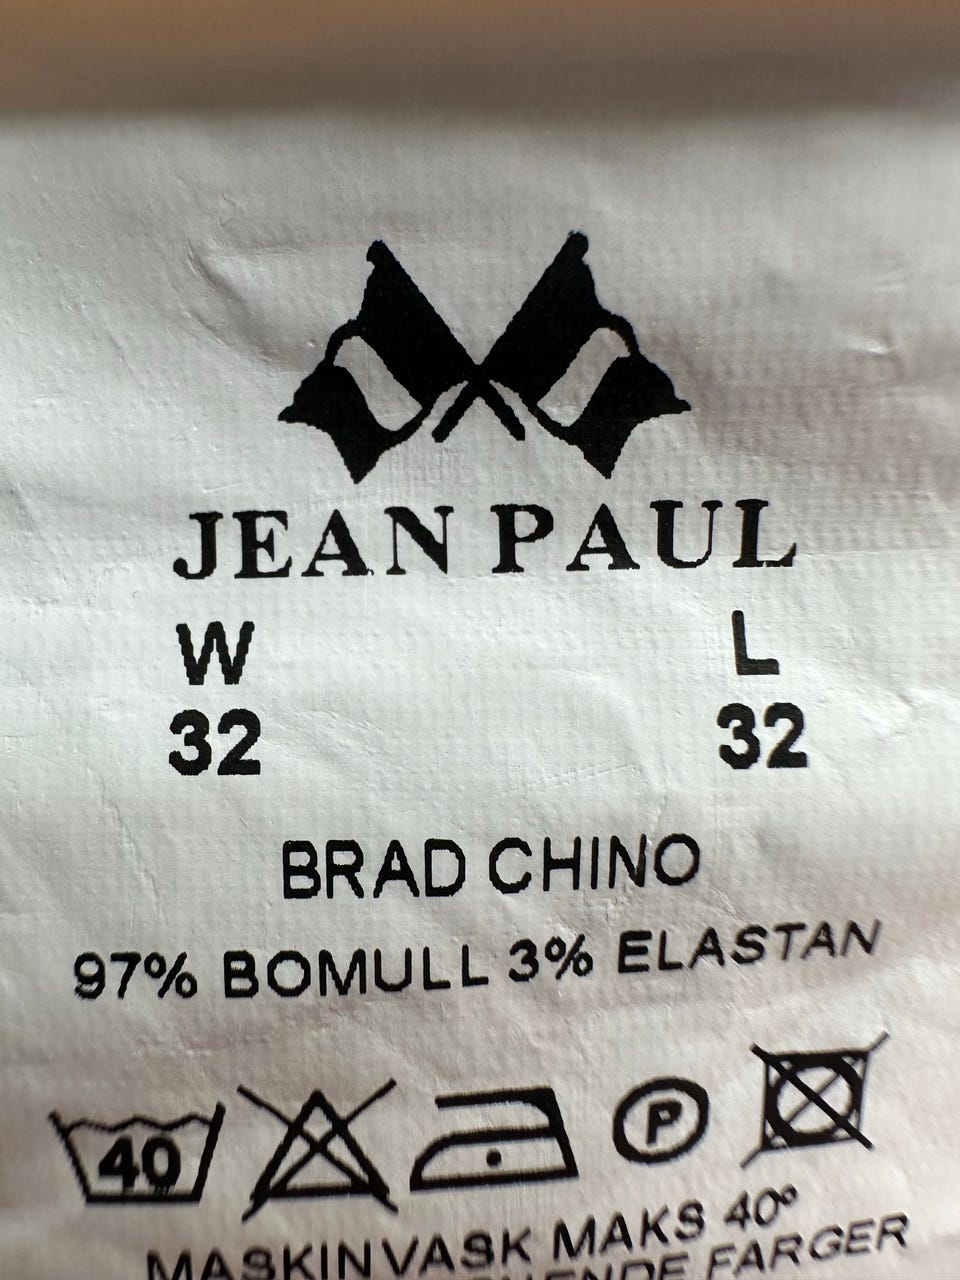 JEAN PAUL
W L
32 32
BRAD CHINO
97% BOMULL 3% ELASTAN
40 P
MASKINVASK MAKS 40°
FARGER